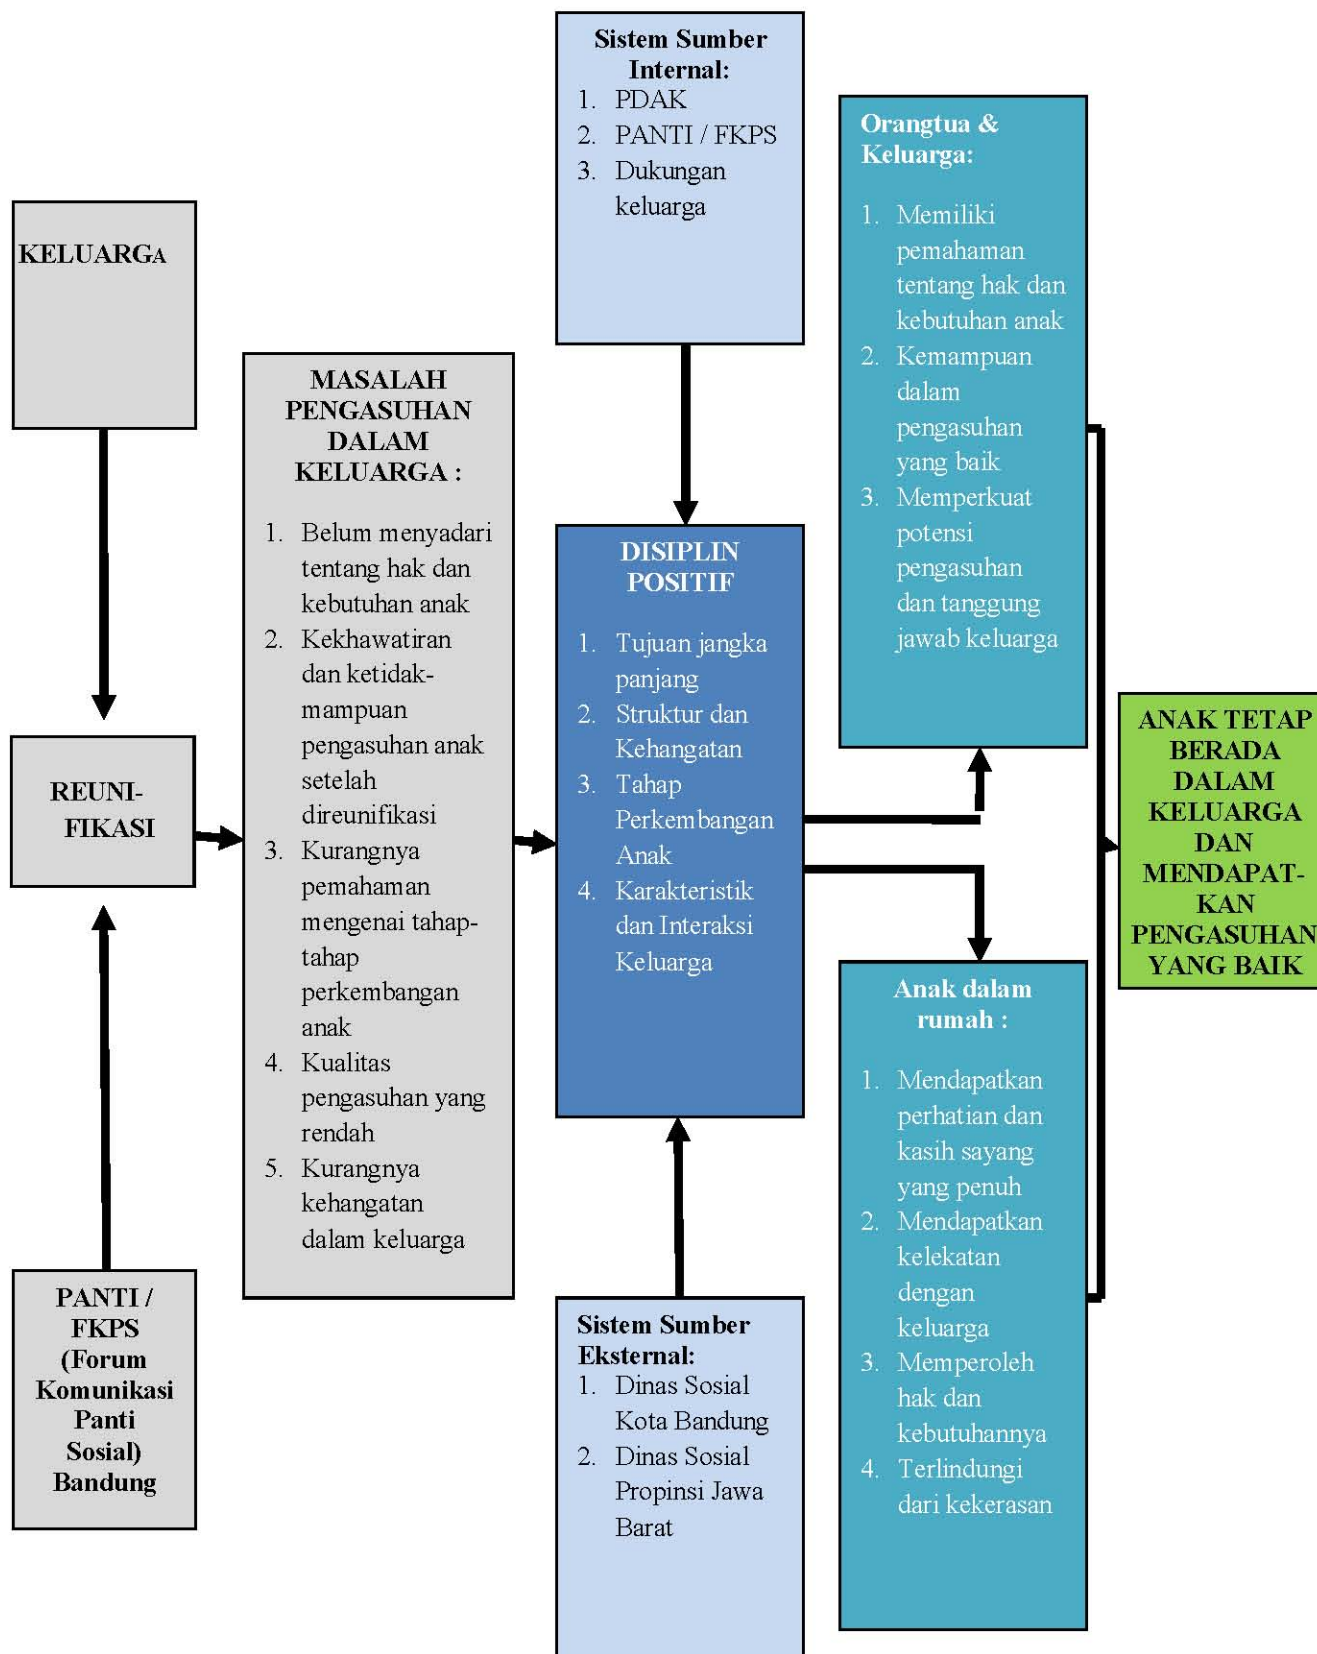 KELUARGA
REUNI-
FIKASI
PANTI /
FKPS
(Forum
Komunikasi
Panti
Sosial)
Bandung
MASALAH
PENGASUHAN
DALAM
KELUARGA :
1. Belum menyadari
tentang hak dan
kebutuhan anak
2. Kekhawatiran
dan ketidak-
mampuan
pengasuhan anak
setelah
direunifikasi
3. Kurangnya
pemahaman
mengenai tahap-
tahap
perkembangan
anak
4. Kualitas
pengasuhan yang
rendah
5. Kurangnya
kehangatan
dalam keluarga
Sistem Sumber
Internal:
1. PDAK
2. PANTI / FKPS
3. Dukungan
keluarga
DISIPLIN
POSITIF
1. Tujuan jangka
panjang
2. Struktur dan
Kehangatan
3. Tahap
Perkembangan
Anak
4. Karakteristik
dan Interaksi
Keluarga
Sistem Sumber
Eksternal:
1. Dinas Sosial
Kota Bandung
2. Dinas Sosial
Propinsi Jawa
Barat
Orangtua &
Keluarga:
1. Memiliki
pemahaman
tentang hak dan
kebutuhan anak
2. Kemampuan
dalam
pengasuhan
yang baik
3. Memperkuat
potensi
pengasuhan
dan tanggung
jawab keluarga
Anak dalam
rumah :
1. Mendapatkan
perhatian dan
kasih sayang
yang penuh
2. Mendapatkan
kelekatan
dengan
keluarga
3. Memperoleh
hak dan
kebutuhannya
4. Terlindungi
dari kekerasan
ANAK TETAP
BERADA
DALAM
KELUARGA
DAN
MENDAPAT-
KAN
PENGASUHAN
YANG BAIK